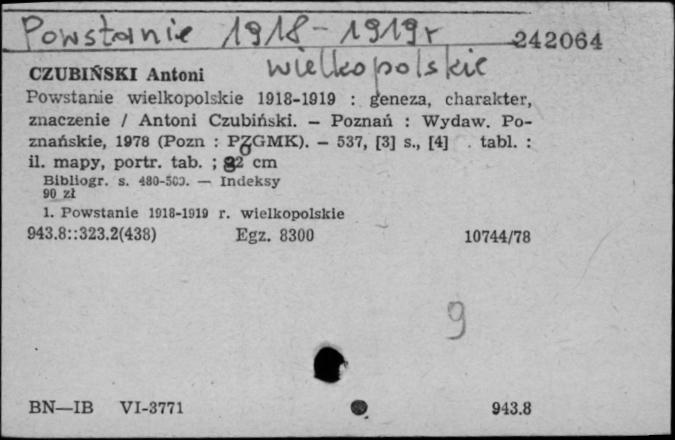 Powstanie 1918-1919r 242064
wielkopolskie
CZUBIŃSKI Antoni
Powstanie wielkopolskie 1918-1919 : geneza, charakter,
znaczenie / Antoni Czubiński. — Poznań : Wydaw. Po-
znańskie, 1978 (Pozn : PZGMK). — 537, [3] s., [4] . tabl. :
il. mapy, portr. tab. ; cm
Bibliogr. s. — Indeksy
90 zł
1. Powstanie 1918-1919 r. wielkopolskie
943.8::323.2(438) Egz. 8300 10744/78
9
BN—IB VI-3771 943.8